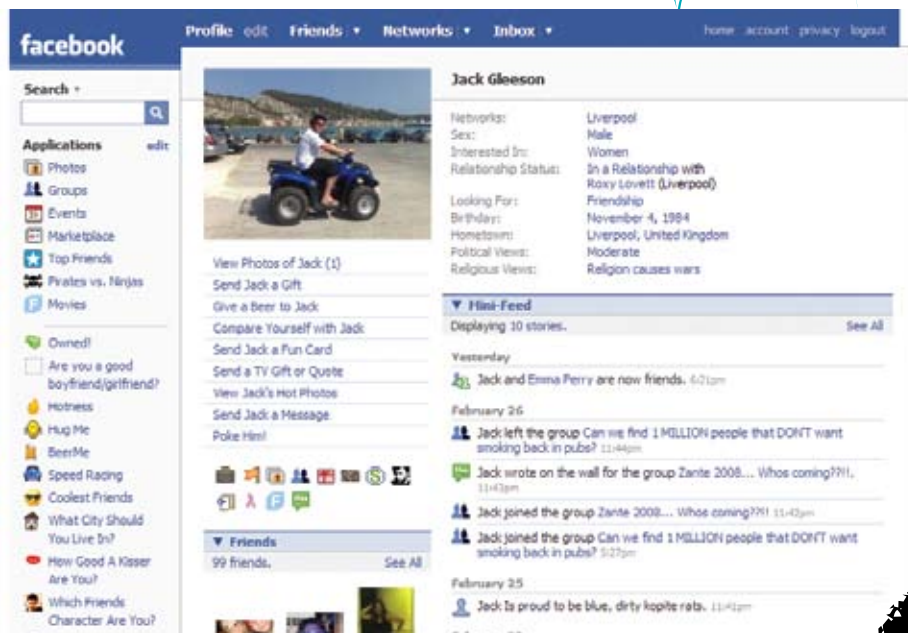 facebook
Profile edit Friends Networks Inbox
home account privacy logout
Search
Applications edit
Photos
Groups
Events
Marketplace
Top Friends
Pirates vs. Ninjas
Movies
Owned!
Are you a good
boyfriend/girlfriend?
Hotness
Hug Me
BeerMe
Speed Racing
Coolest Friends
What City Should
You Live In?
How Good A Kisser
Are You?
Which Friends
Character Are You?
View Photos of Jack (1)
Send Jack a Gift
Give a Beer to Jack
Compare Yourself with Jack
Send Jack a Fun Card
Send a TV Gift or Quote
View Jack's Hot Photos
Send Jack a Message
Poke Him!
Friends
99 friends. See All
Jack Gleeson
Networks: Liverpool
Sex: Male
Interested In: Women
Relationship Status: In a Relationship with
Roxy Lovett (Liverpool)
Looking For: Friendship
Birthday: November 4, 1984
Hometown: Liverpool, United Kingdom
Political Views: Moderate
Religious Views: Religion causes wars
Mini-Feed
Displaying 10 stories. See All
Yesterday
Jack and Emma Perry are now friends. 6:21pm
February 26
Jack left the group Can we find 1 MILLION people that DON'T want
smoking back in pubs? 11:44pm
Jack wrote on the wall for the group Zante 2008... Whos coming??!!.
11:43pm
Jack joined the group Zante 2008... Whos coming??!! 11:42pm
Jack joined the group Can we find 1 MILLION people that DON'T want
smoking back in pubs? 5:27pm
February 25
Jack Is proud to be blue, dirty kopite rats. 11:41pm